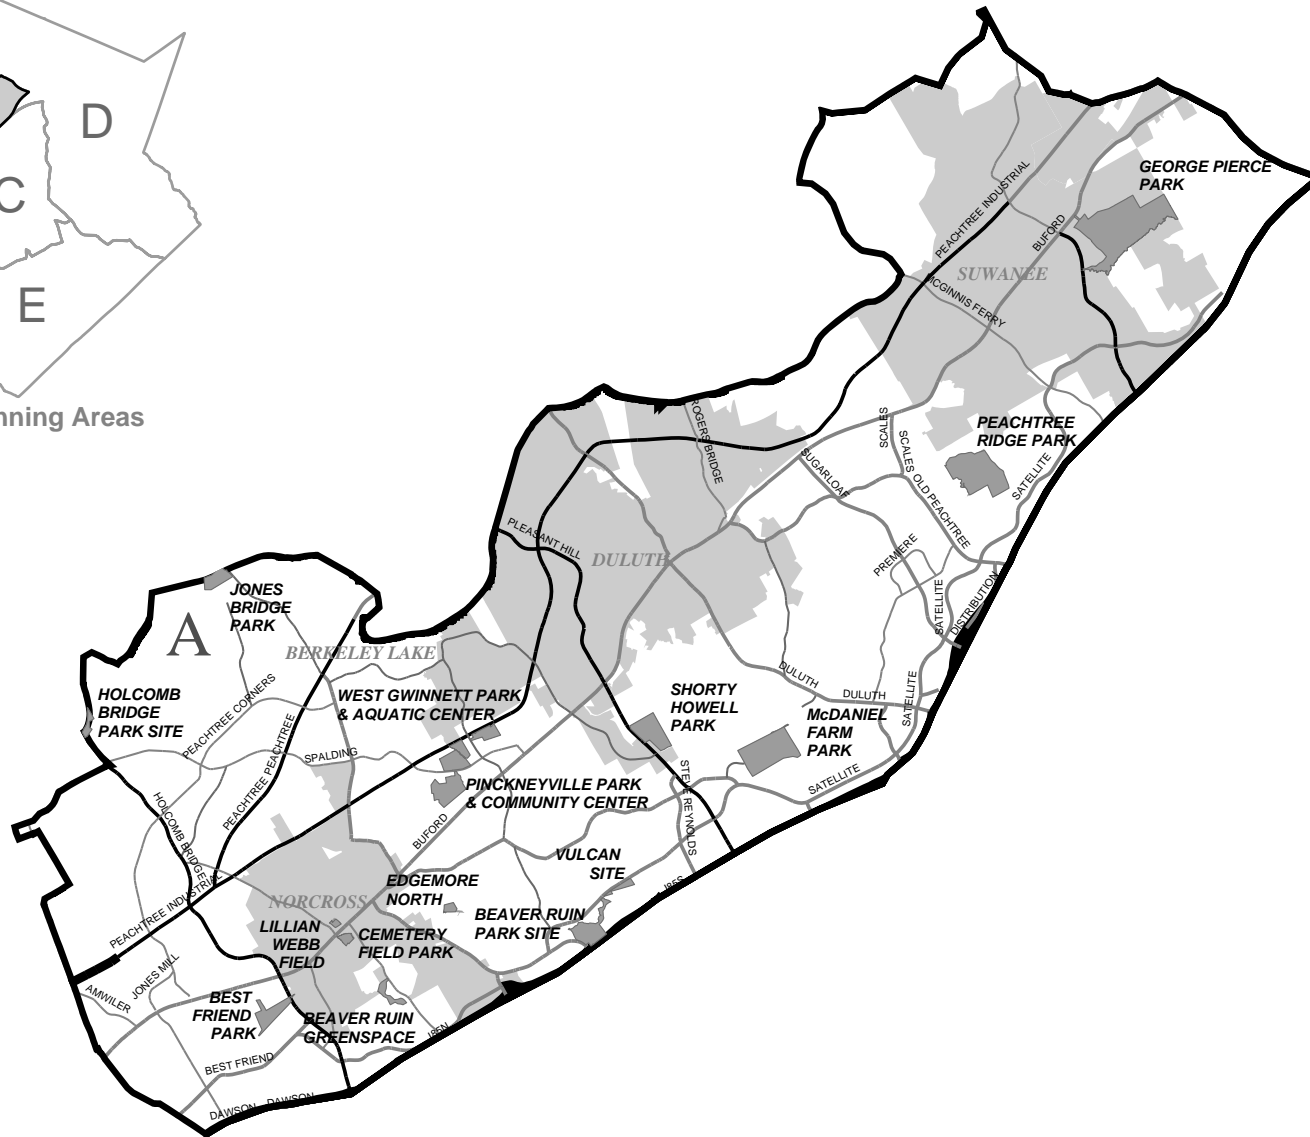 D
C
E
nning Areas
GEORGE PIERCE
PARK
PEACHTREE INDUSTRIAL
BUFORD
SUWANEE
MCGINNIS FERRY
PEACHTREE
RIDGE PARK
SCALES
SCALES OLD PEACHTREE
SATELLITE
ROGERS BRIDGE
SUGARLOAF
PLEASANT HILL
DULUTH
PREMIERE
SATELLITE
DISTRIBUTION
JONES
BRIDGE
PARK
A
BERKELEY LAKE
HOLCOMB
BRIDGE
PARK SITE
PEACHTREE CORNERS
WEST GWINNETT PARK
& AQUATIC CENTER
SHORTY
HOWELL
PARK
DULUTH
DULUTH
SATELLITE
McDANIEL
FARM
PARK
PEACHTREE PEACHTREE
SPALDING
PINCKNEYVILLE PARK
& COMMUNITY CENTER
STEVE REYNOLDS
SATELLITE
HOLCOMB BRIDGE
BUFORD
VULCAN
SITE
I85S
PEACHTREE INDUSTRIAL
NORCROSS
EDGEMORE
NORTH
BEAVER RUIN
PARK SITE
LILLIAN
WEBB
FIELD
CEMETERY
FIELD PARK
JONES MILL
AMWILER
BEST
FRIEND
PARK
BEAVER RUIN
GREENSPACE
I85N
BEST FRIEND
DAWSON DAWSON